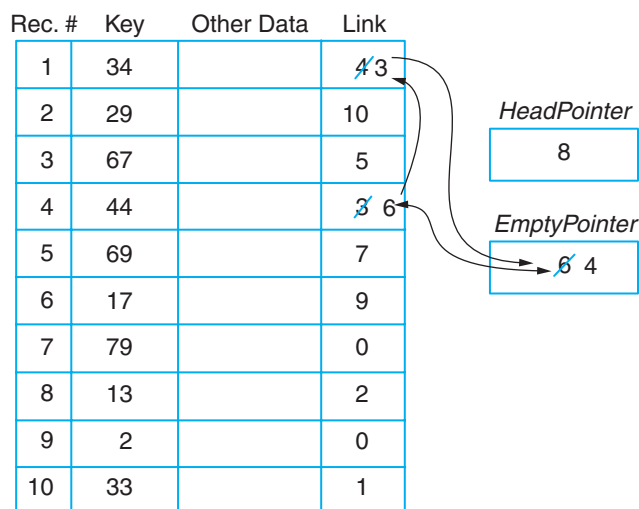 Rec. # Key Other Data Link
1 34 4 3
2 29 10
HeadPointer
3 67 5
8
4 44 3 6
EmptyPointer
5 69 7
6 4
6 17 9
7 79 0
8 13 2
9 2 0
10 33 1